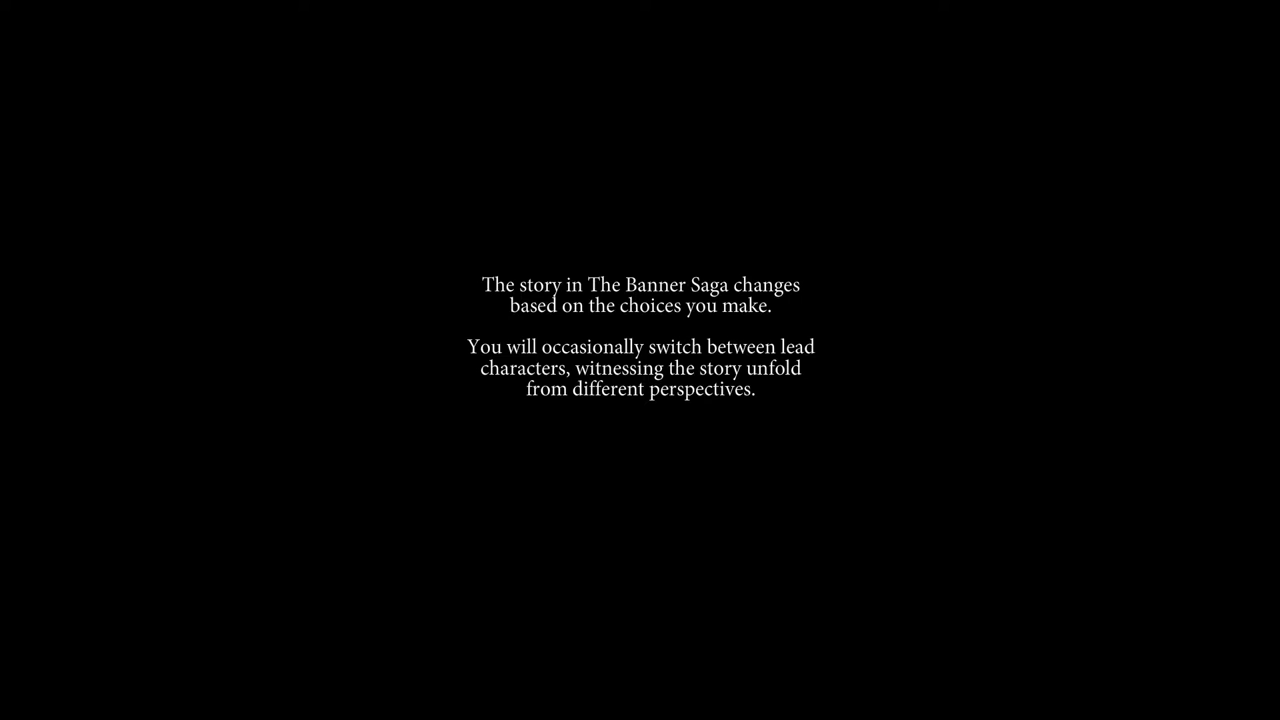 The story in The Banner Saga changes
based on the choices you make.
You will occasionally switch between lead
characters, witnessing the story unfold
from different perspectives.